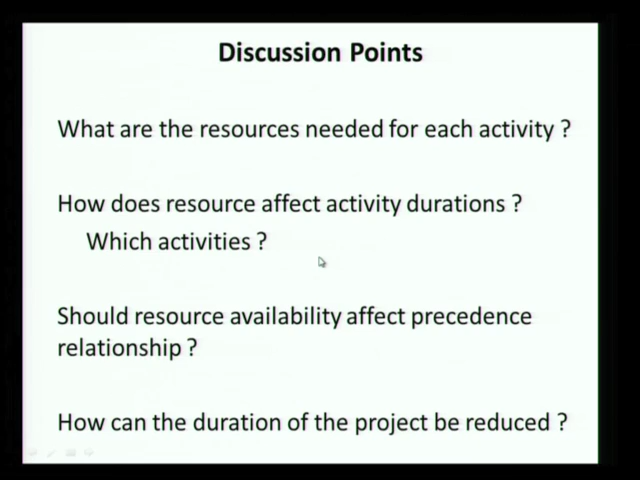 Discussion Points
What are the resources needed for each activity ?
How does resource affect activity durations ?
Which activities ?
Should resource availability affect precedence
relationship ?
How can the duration of the project be reduced ?